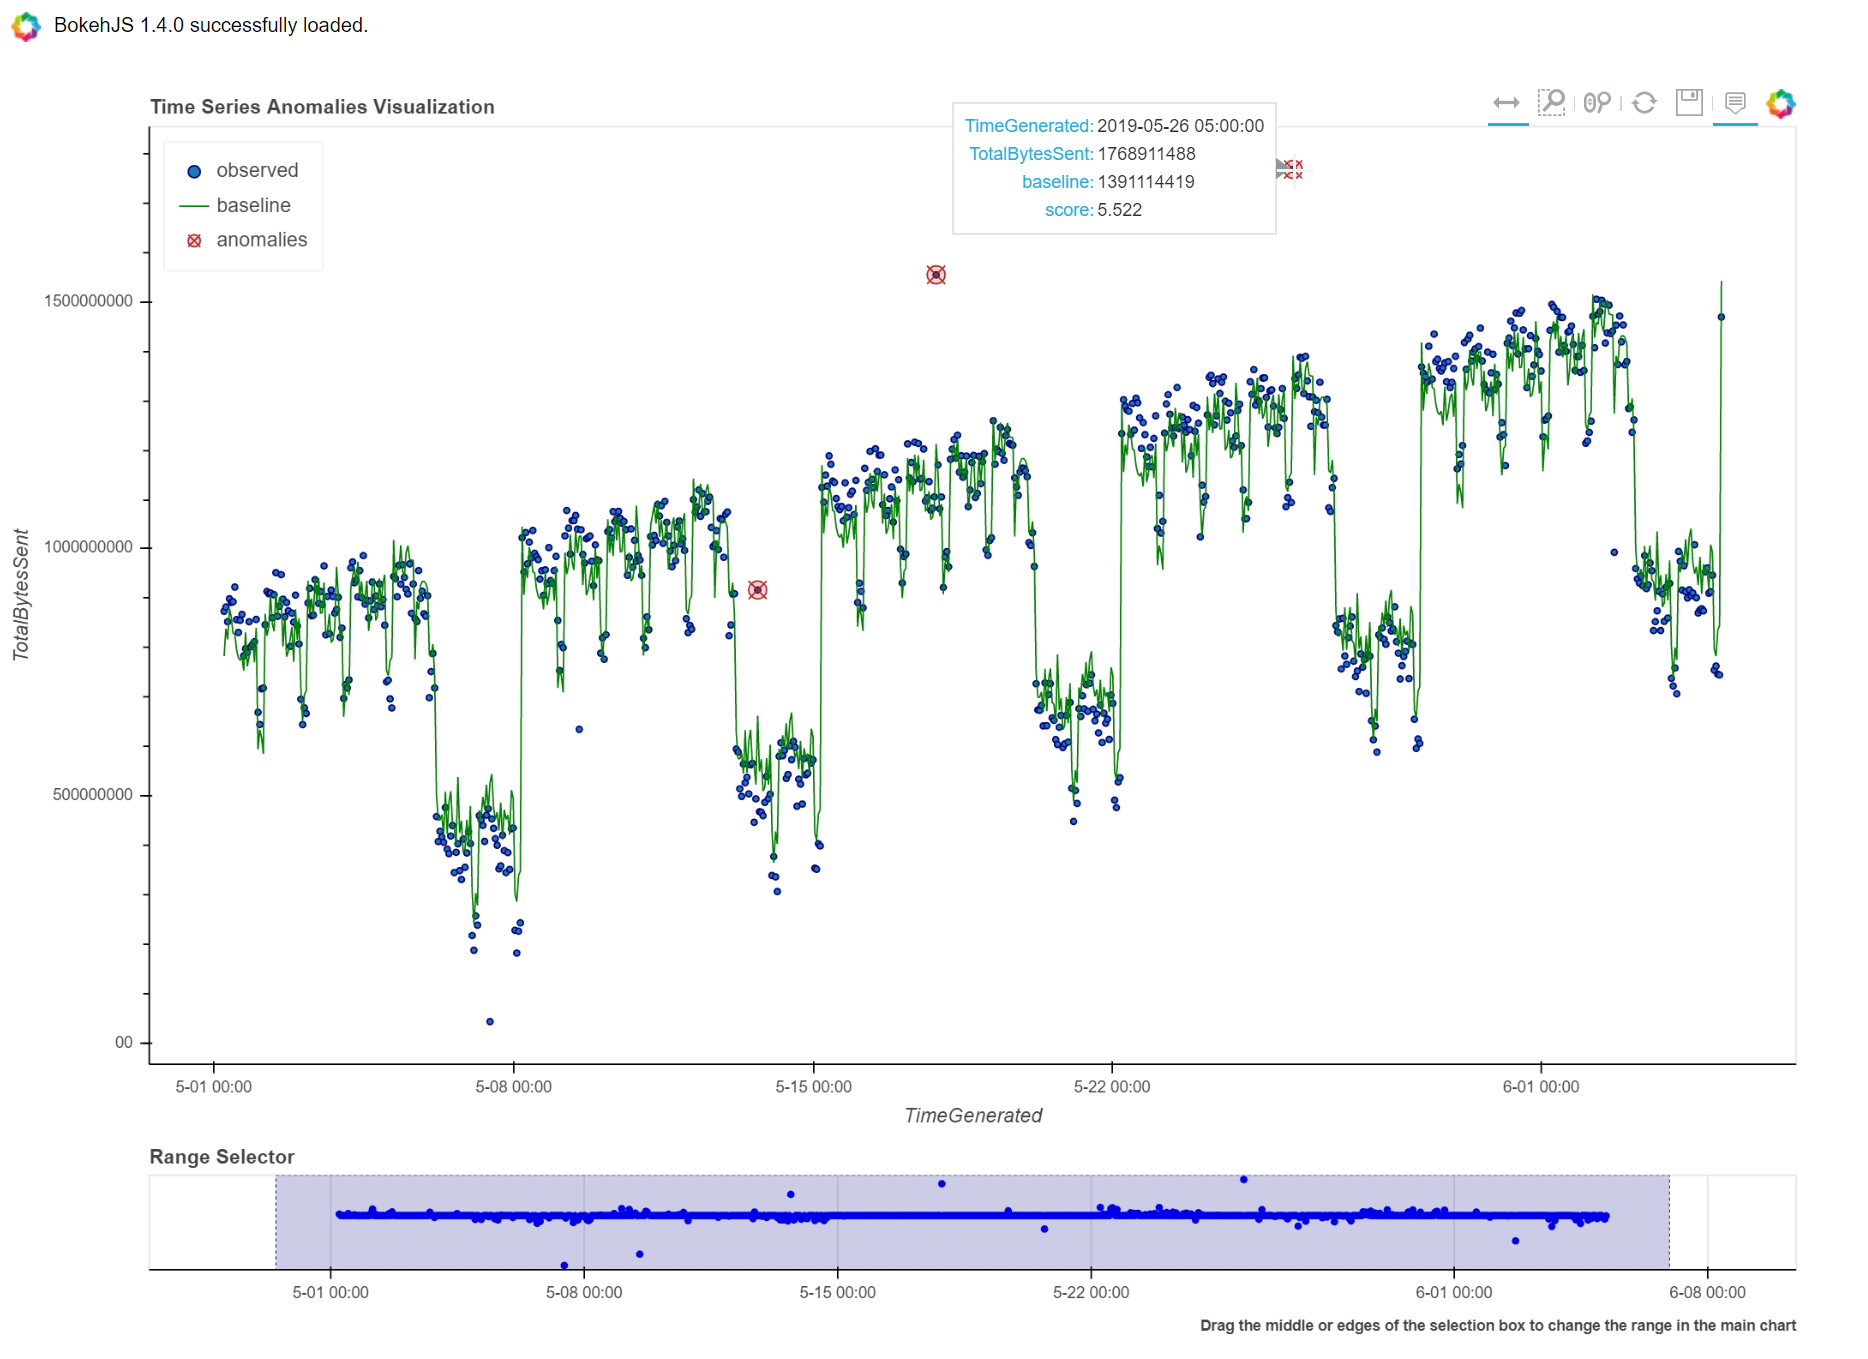 BokehJS 1.4.0 successfully loaded.
Time Series Anomalies Visualization
TimeGenerated: 2019-05-26 05:00:00
TotalBytesSent: 1768911488
baseline: 1391114419
score: 5.522
observed
baseline
anomalies
1500000000
1000000000
500000000
00
TotalBytesSent
5-01 00:00 5-08 00:00 5-15 00:00 5-22 00:00 6-01 00:00
TimeGenerated
Range Selector
5-01 00:00 5-08 00:00 5-15 00:00 5-22 00:00 6-01 00:00 6-08 00:00
Drag the middle or edges of the selection box to change the range in the main chart